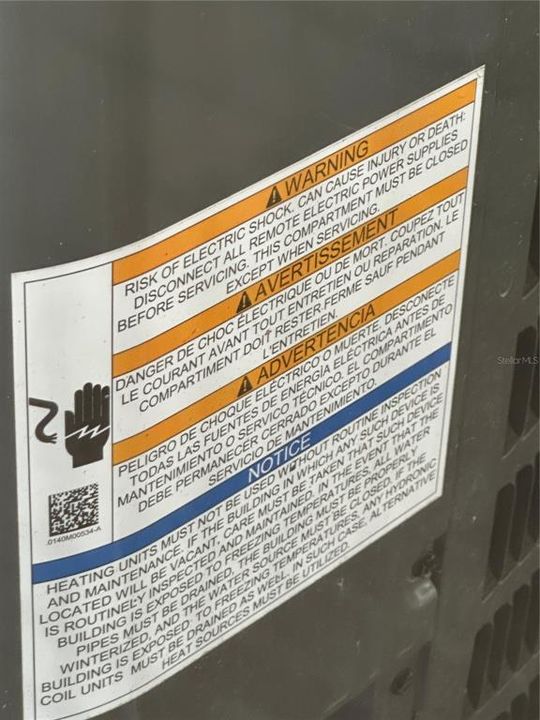 ⚠ WARNING
RISK OF ELECTRIC SHOCK. CAN CAUSE INJURY OR DEATH:
DISCONNECT ALL REMOTE ELECTRIC POWER SUPPLIES
BEFORE SERVICING. THIS COMPARTMENT MUST BE CLOSED
EXCEPT WHEN SERVICING.
⚠ AVERTISSEMENT
DANGER DE CHOC ÉLECTRIQUE OU DE MORT. COUPEZ TOUT
LE COURANT AVANT TOUT ENTRETIEN OU RÉPARATION. LE
COMPARTIMENT DOIT RESTER FERMÉ SAUF PENDANT
L'ENTRETIEN.
⚠ ADVERTENCIA
PELIGRO DE CHOQUE ELÉCTRICO O MUERTE. DESCONECTE
TODAS LAS FUENTES DE ENERGÍA ELÉCTRICA ANTES DE
MANTENIMIENTO O SERVICIO TÉCNICO. EL COMPARTIMENTO
DEBE PERMANECER CERRADO EXCEPTO DURANTE EL
SERVICIO DE MANTENIMIENTO.
0140M00534-A
NOTICE
HEATING UNITS MUST NOT BE USED WITHOUT ROUTINE INSPECTION
AND MAINTENANCE. IF THE BUILDING IN WHICH ANY SUCH DEVICE IS
LOCATED WILL BE VACANT, CARE MUST BE TAKEN THAT SUCH DEVICE
IS ROUTINELY INSPECTED AND MAINTAINED. IN THE EVENT THAT THE
BUILDING IS EXPOSED TO FREEZING TEMPERATURES, ALL WATER
PIPES MUST BE DRAINED, THE BUILDING MUST BE PROPERLY
WINTERIZED, AND THE WATER SOURCE MUST BE CLOSED. IF THE
BUILDING IS EXPOSED TO FREEZING TEMPERATURES, ANY HYDRONIC
COIL UNITS MUST BE DRAINED AS WELL. IN SUCH CASE, ALTERNATIVE
HEAT SOURCES MUST BE UTILIZED.
StellarMLS